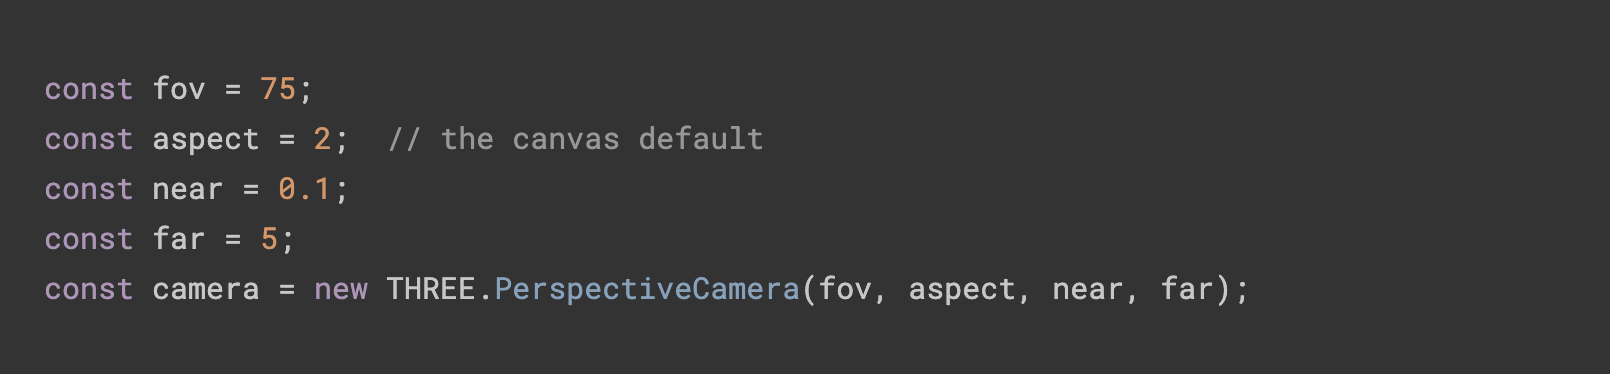 const fov = 75;
const aspect = 2;  // the canvas default
const near = 0.1;
const far = 5;
const camera = new THREE.PerspectiveCamera(fov, aspect, near, far);